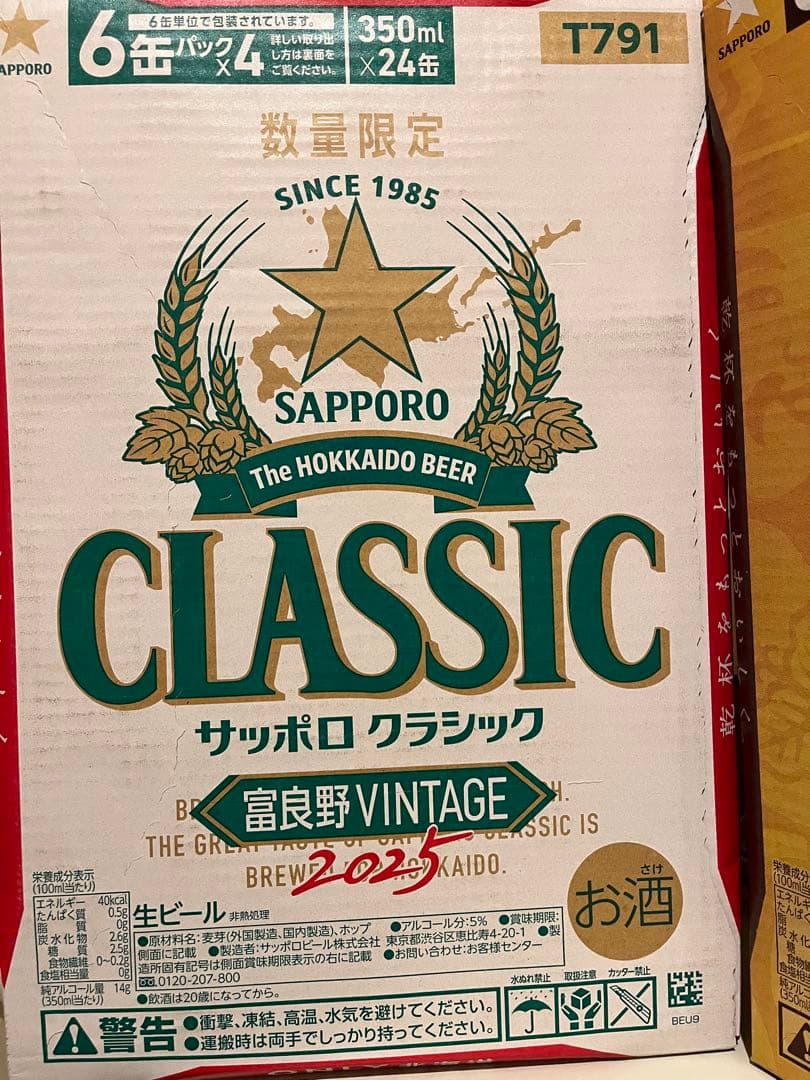 APPORO
6缶パック×4
6缶単位で包装されています。
詳しい取り出
し方は裏面を
ご覧ください。
350ml
×24缶
T791
SAPPORO
数量限定
SINCE 1985
SAPPORO
The HOKKAIDO BEER
CLASSIC
サッポロ クラシック
富良野VINTAGE
2025
THE GREAT TASTE OF SAPPORO CLASSIC IS
BREWED IN HOKKAIDO.
さけ
お酒
栄養成分表示
(100ml当たり)
エネルギー 40kcal
たんぱく質 0.5g
脂質 0g
炭水化物 2.6g
糖質 2.5g
食物繊維 0~0.2g
食塩相当量 0g
純アルコール量 14g
(350ml当たり)
生ビール 非熱処理
●原材料名:麦芽(外国製造、国内製造)、ホップ ●アルコール分:5% ●賞味期限:
側面に記載 ●製造者:サッポロビール株式会社 東京都渋谷区恵比寿4-20-1 ●製
造所固有記号は側面賞味期限表示の右に記載 ●お問い合わせ:お客様センター
0120-207-800
●飲酒は20歳になってから。
警告
●衝撃、凍結、高温、水気を避けてください。
●運搬時は両手でしっかり持ってください。
水ぬれ禁止
取扱注意
カッター禁止
BEU9